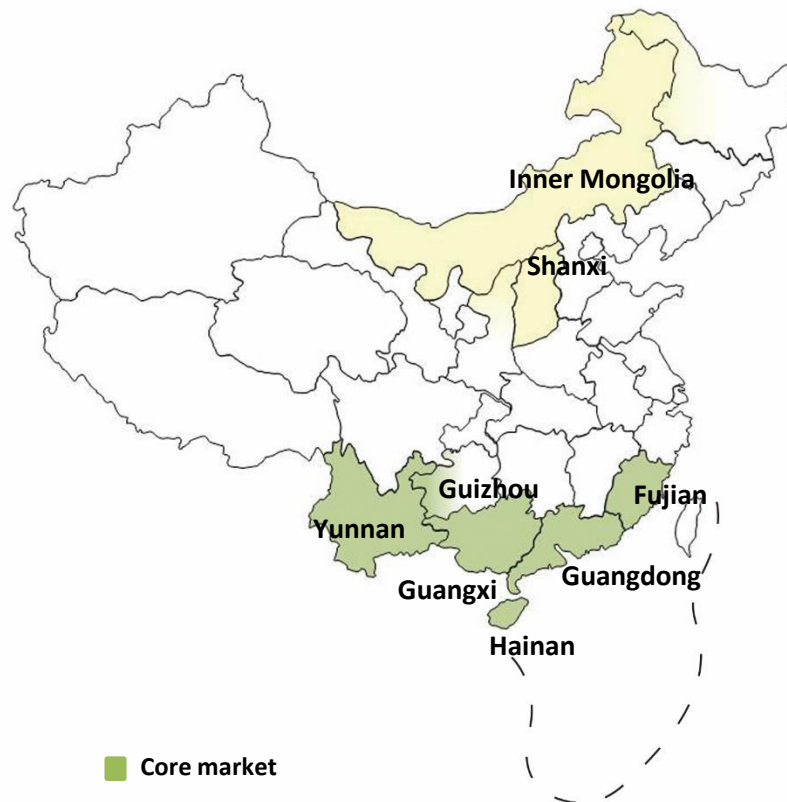 Inner Mongolia
Shanxi
Guizhou
Fujian
Yunnan
Guangdong
Guangxi
Hainan
Core market